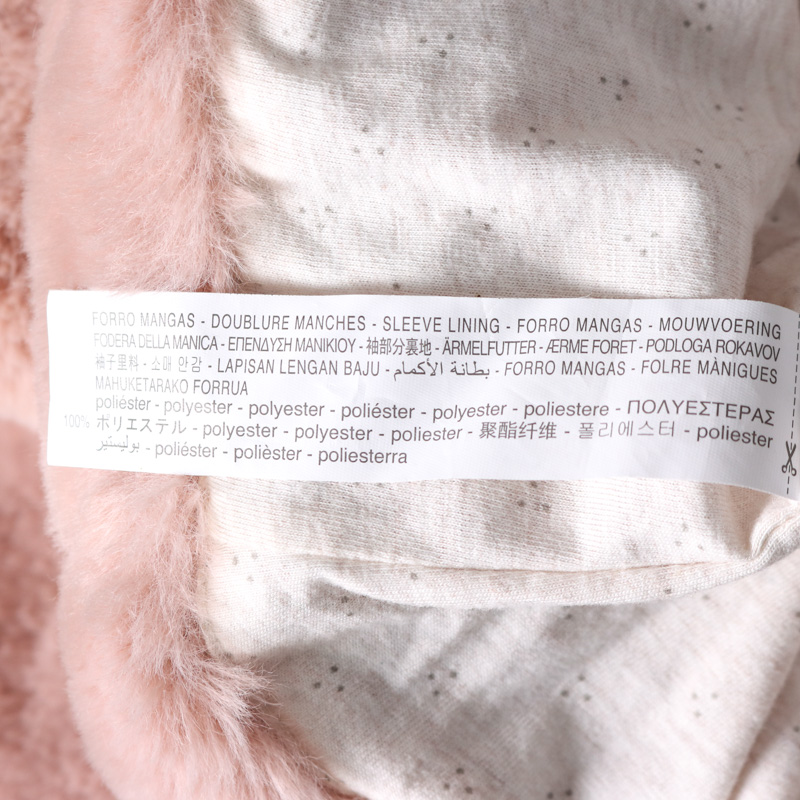 FORRO MANGAS - DOUBLURE MANCHES - SLEEVE LINING - FORRO MANGAS - MOUWVOERING
FODERA DELLA MANICA - ΕΠΕΝΔΥΣΗ ΜΑΝΙΚΙΟΥ - 袖部分裏地 - ÄRMELFUTTER - ÆRME FORET - PODLOGA ROKAVOV
袖子里料 - 소매 안감 - LAPISAN LENGAN BAJU - بطانة الأكمام - FORRO MANGAS - FOLRE MÀNIGUES
MAHUKETARAKO FORRUA
poliéster - polyester - polyester - poliéster - polyester - poliestere - ΠΟΛΥΕΣΤΕΡΑΣ
100% ポリエステル - polyester - polyester - poliester - 聚酯纤维 - 폴리에스터 - poliester
بوليستير - poliéster - polièster - poliesterra